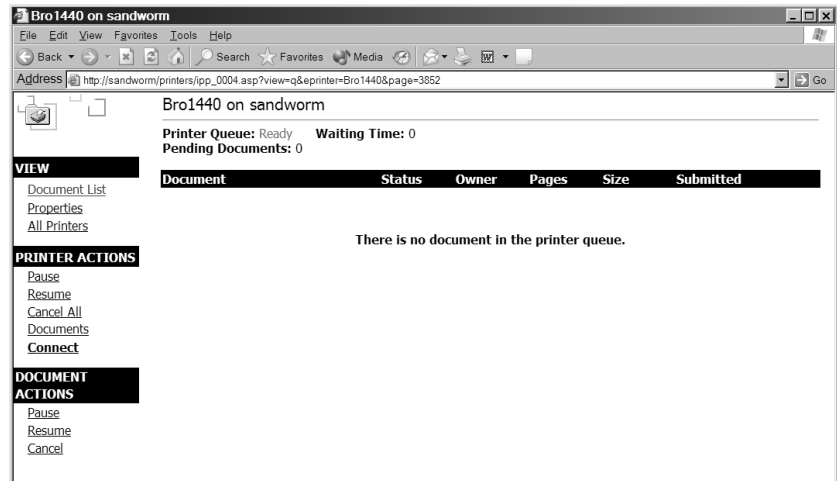 Bro1440 on sandworm
File Edit View Favorites Tools Help
Back Search Favorites Media
Address http://sandworm/printers/ipp_0004.asp?view=q&eprinter=Bro1440&page=3852 Go
Bro1440 on sandworm
Printer Queue: Ready Waiting Time: 0
Pending Documents: 0
VIEW
Document List
Properties
All Printers
PRINTER ACTIONS
Pause
Resume
Cancel All
Documents
Connect
DOCUMENT
ACTIONS
Pause
Resume
Cancel
Document Status Owner Pages Size Submitted
There is no document in the printer queue.